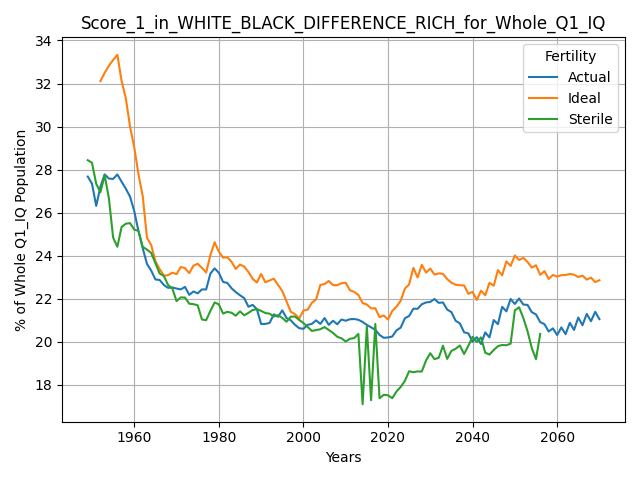 Score_1_in_WHITE_BLACK_DIFFERENCE_RICH_for_Whole_Q1_IQ
% of Whole Q1_IQ Population
34
32
30
28
26
24
22
20
18
Fertility
Actual
Ideal
Sterile
1960 1980 2000 2020 2040 2060
Years